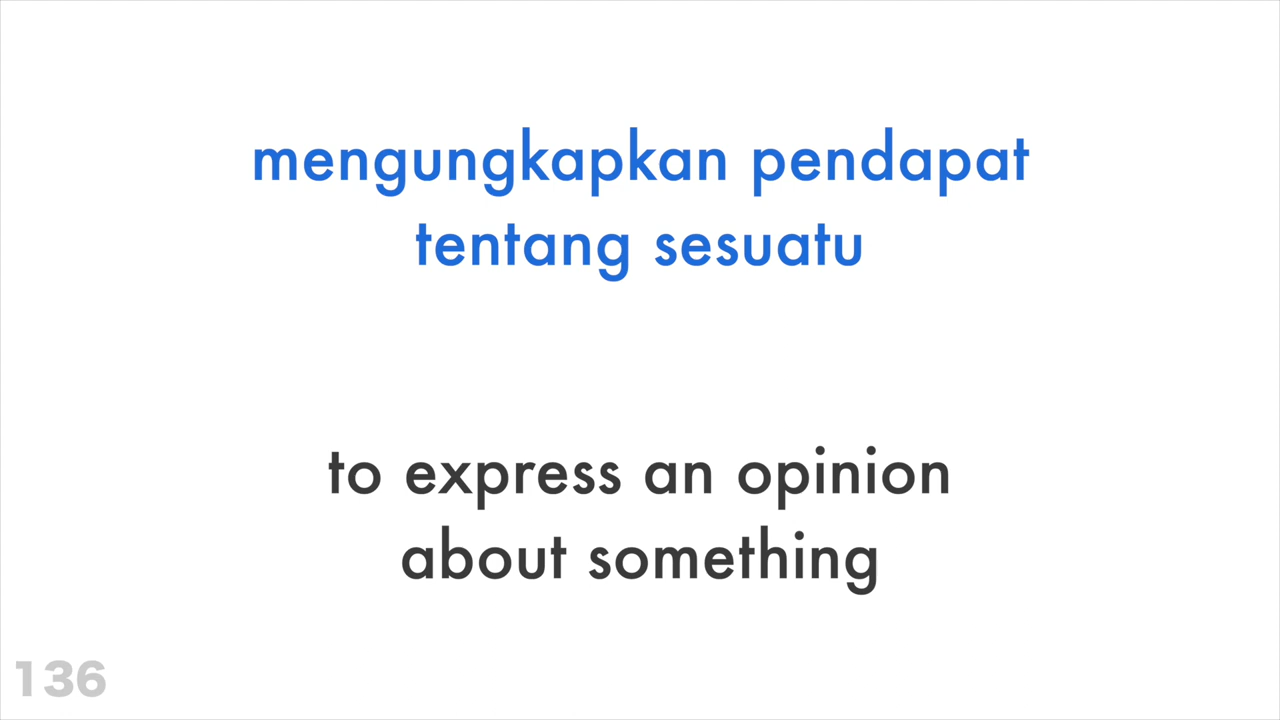 mengungkapkan pendapat
tentang sesuatu
to express an opinion
about something
136